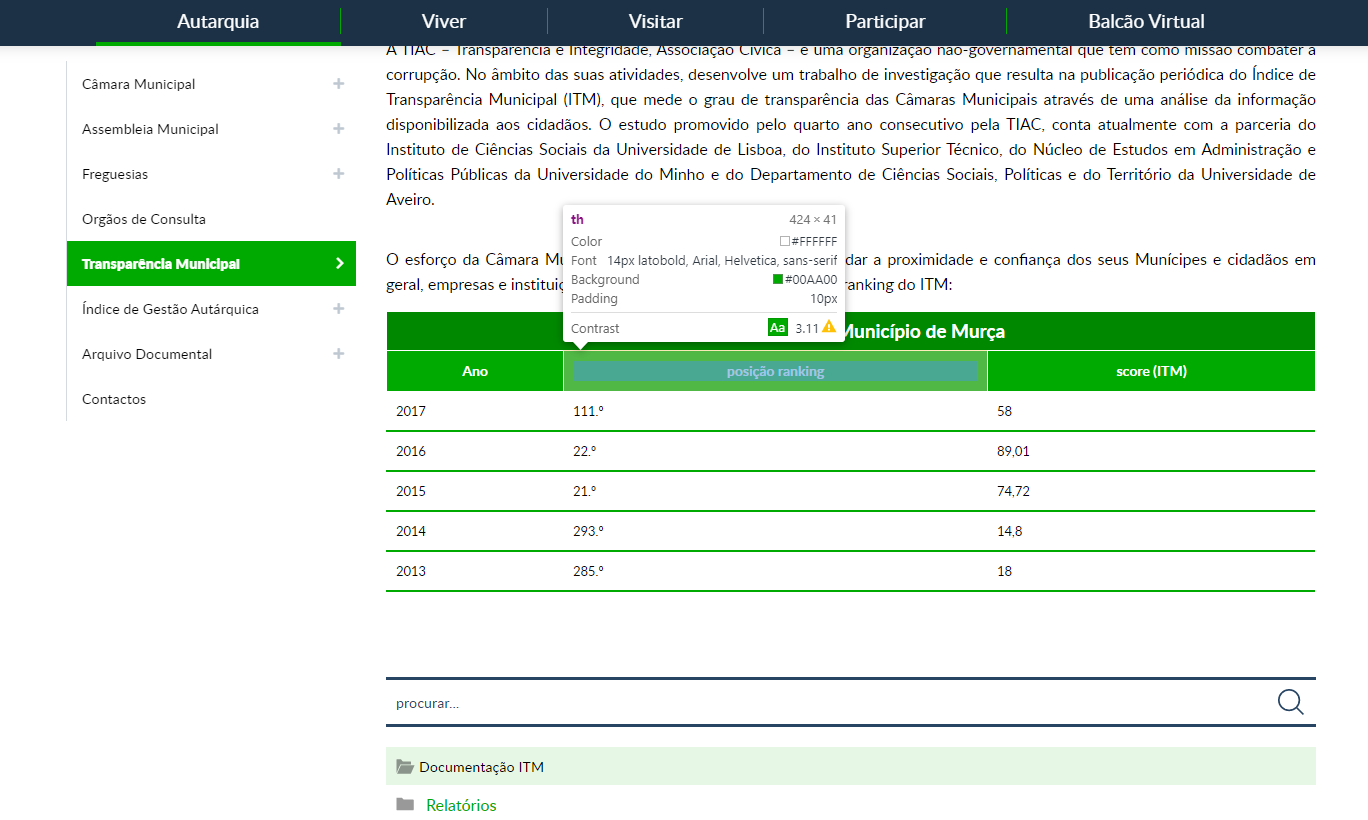 Autarquia Viver Visitar Participar Balcão Virtual
Câmara Municipal
Assembleia Municipal
Freguesias
Orgãos de Consulta
Transparência Municipal
Índice de Gestão Autárquica
Arquivo Documental
Contactos
A TIAC – Transparência e Integridade, Associação Cívica – é uma organização não-governamental que tem como missão combater a
corrupção. No âmbito das suas atividades, desenvolve um trabalho de investigação que resulta na publicação periódica do Índice de
Transparência Municipal (ITM), que mede o grau de transparência das Câmaras Municipais através de uma análise da informação
disponibilizada aos cidadãos. O estudo promovido pelo quarto ano consecutivo pela TIAC, conta atualmente com a parceria do
Instituto de Ciências Sociais da Universidade de Lisboa, do Instituto Superior Técnico, do Núcleo de Estudos em Administração e
Políticas Públicas da Universidade do Minho e do Departamento de Ciências Sociais, Políticas e do Território da Universidade de
Aveiro.
th 424 × 41
Color #FFFFFF
Font 14px latobold, Arial, Helvetica, sans-serif
Background #00AA00
Padding 10px
Contrast Aa 3.11
O esforço da Câmara dar a proximidade e confiança dos seus Munícipes e cidadãos em
geral, empresas e ranking do ITM:
Município de Murça
Ano posição ranking score (ITM)
2017 111.º 58
2016 22.º 89,01
2015 21.º 74,72
2014 293.º 14,8
2013 285.º 18
procurar...
Documentação ITM
Relatórios